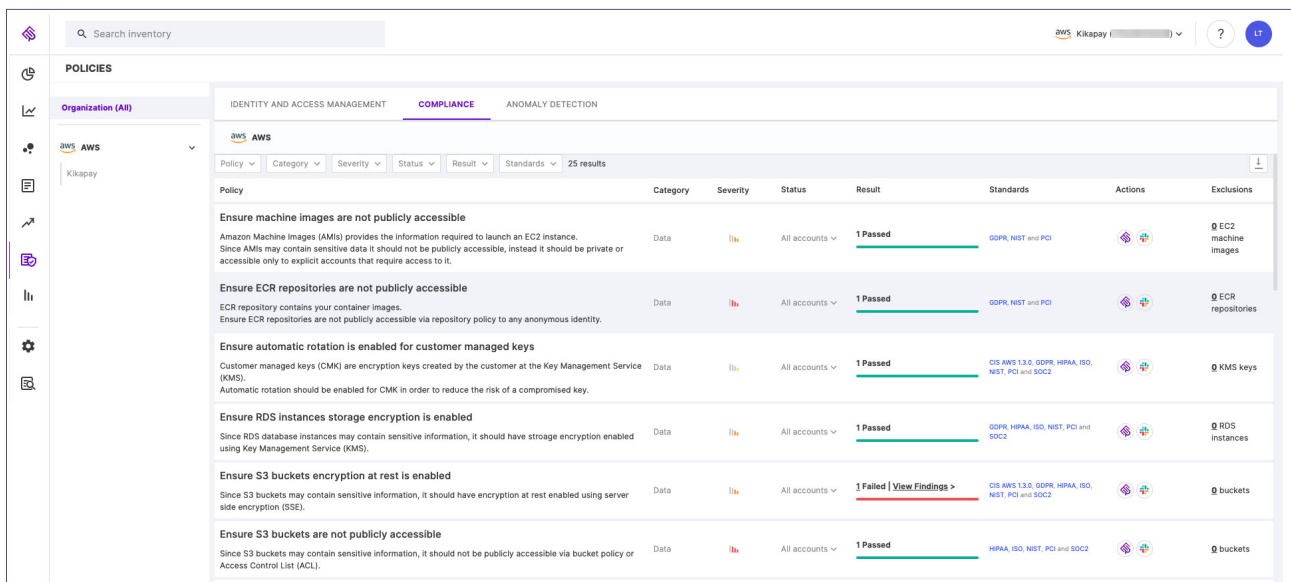 Search inventory
aws Kikapay (
)
?
LT
POLICIES
Organization (All)
aws AWS
Kikapay
IDENTITY AND ACCESS MANAGEMENT COMPLIANCE ANOMALY DETECTION
aws AWS
Policy Category Severity Status Result Standards 25 results
Policy Category Severity Status Result Standards Actions Exclusions
Ensure machine images are not publicly accessible
Amazon Machine Images (AMIs) provides the information required to launch an EC2 instance.
Since AMIs may contain sensitive data it should not be publicly accessible, instead it should be private or
accessible only to explicit accounts that require access to it.
Data
All accounts
1 Passed
GDPR, NIST and PCI
0 EC2
machine
images
Ensure ECR repositories are not publicly accessible
ECR repository contains your container images.
Ensure ECR repositories are not publicly accessible via repository policy to any anonymous identity.
Data
All accounts
1 Passed
GDPR, NIST and PCI
0 ECR
repositories
Ensure automatic rotation is enabled for customer managed keys
Customer managed keys (CMK) are encryption keys created by the customer at the Key Management Service
(KMS).
Automatic rotation should be enabled for CMK in order to reduce the risk of a compromised key.
Data
All accounts
1 Passed
CIS AWS 1.3.0, GDPR, HIPAA, ISO,
NIST, PCI and SOC2
0 KMS keys
Ensure RDS instances storage encryption is enabled
Since RDS database instances may contain sensitive information, it should have stroage encryption enabled
using Key Management Service (KMS).
Data
All accounts
1 Passed
GDPR, HIPAA, ISO, NIST, PCI and
SOC2
0 RDS
instances
Ensure S3 buckets encryption at rest is enabled
Since S3 buckets may contain sensitive information, it should have encryption at rest enabled using server
side encryption (SSE).
Data
All accounts
1 Failed | View Findings >
CIS AWS 1.3.0, GDPR, HIPAA, ISO,
NIST, PCI and SOC2
0 buckets
Ensure S3 buckets are not publicly accessible
Since S3 buckets may contain sensitive information, it should not be publicly accessible via bucket policy or
Access Control List (ACL).
Data
All accounts
1 Passed
HIPAA, ISO, NIST, PCI and SOC2
0 buckets